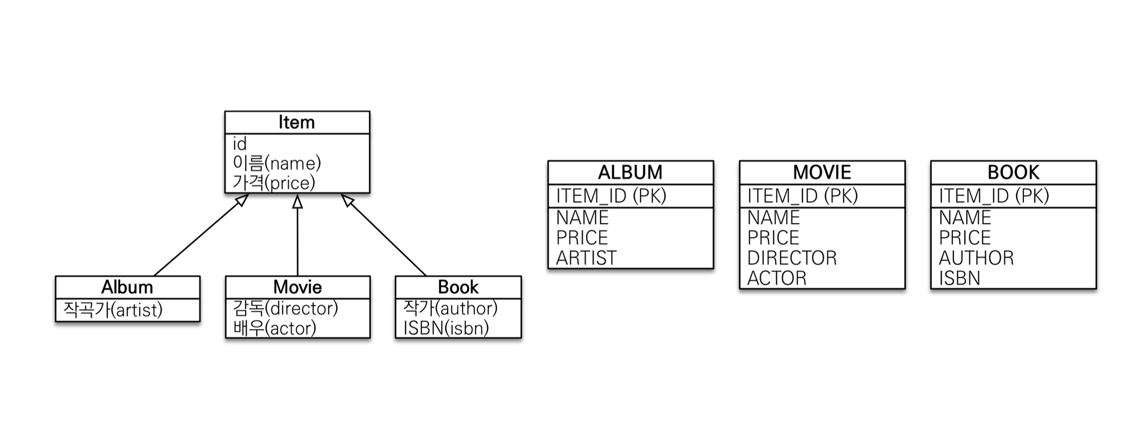 Item
id
이름(name)
가격(price)
Album
작곡가(artist)
Movie
감독(director)
배우(actor)
Book
작가(author)
ISBN(isbn)
ALBUM
ITEM_ID (PK)
NAME
PRICE
ARTIST
MOVIE
ITEM_ID (PK)
NAME
PRICE
DIRECTOR
ACTOR
BOOK
ITEM_ID (PK)
NAME
PRICE
AUTHOR
ISBN